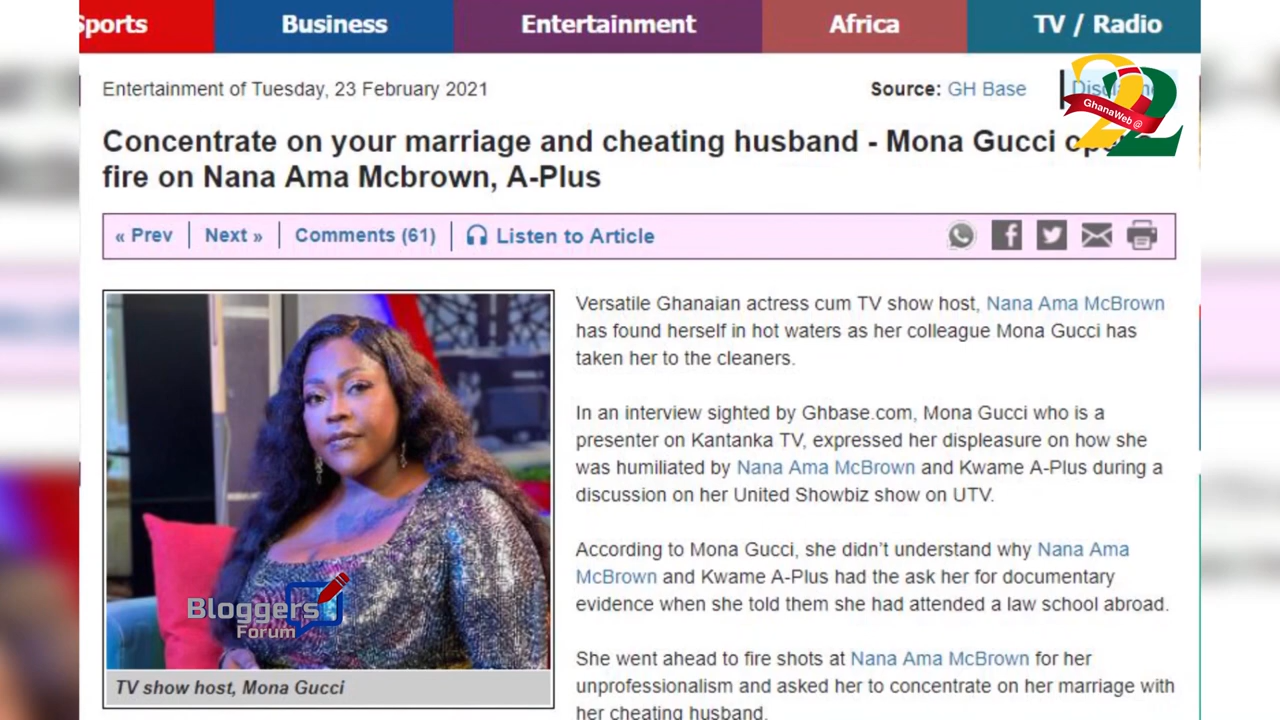 Sports Business Entertainment Africa TV / Radio
Entertainment of Tuesday, 23 February 2021 Source: GH Base
GhanaWeb @
22
Concentrate on your marriage and cheating husband - Mona Gucci
fire on Nana Ama Mcbrown, A-Plus
« Prev Next » Comments (61) Listen to Article
Versatile Ghanaian actress cum TV show host, Nana Ama McBrown
has found herself in hot waters as her colleague Mona Gucci has
taken her to the cleaners.
In an interview sighted by Ghbase.com, Mona Gucci who is a
presenter on Kantanka TV, expressed her displeasure on how she
was humiliated by Nana Ama McBrown and Kwame A-Plus during a
discussion on her United Showbiz show on UTV.
According to Mona Gucci, she didn't understand why Nana Ama
McBrown and Kwame A-Plus had the ask her for documentary
evidence when she told them she had attended a law school abroad.
She went ahead to fire shots at Nana Ama McBrown for her
unprofessionalism and asked her to concentrate on her marriage with
her cheating husband.
Bloggers
Forum
TV show host, Mona Gucci